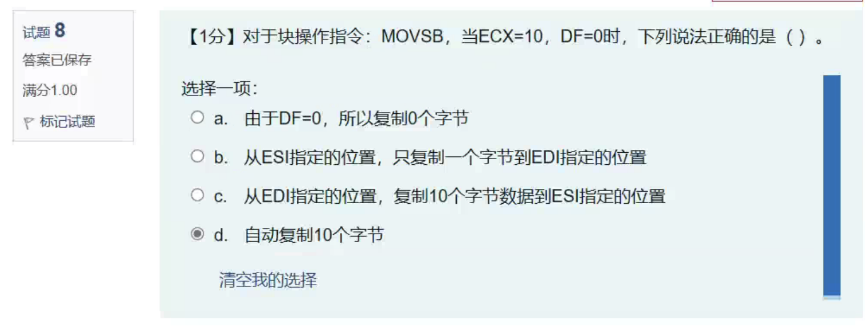 试题 8
答案已保存
满分1.00
标记试题
【1分】对于块操作指令：MOVSB，当ECX=10，DF=0时，下列说法正确的是（ ）。
选择一项：
a. 由于DF=0，所以复制0个字节
b. 从ESI指定的位置，只复制一个字节到EDI指定的位置
c. 从EDI指定的位置，复制10个字节数据到ESI指定的位置
d. 自动复制10个字节
清空我的选择